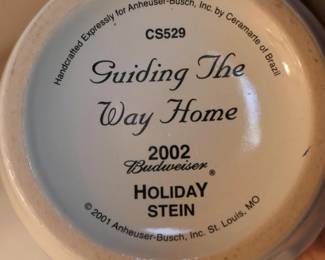 Handcrafted Expressly for Anheuser-Busch, Inc. by Ceramarte of Brazil
CS529
Guiding The
Way Home
2002
Budweiser®
HOLIDAY
STEIN
© 2001 Anheuser-Busch, Inc. St. Louis, MO